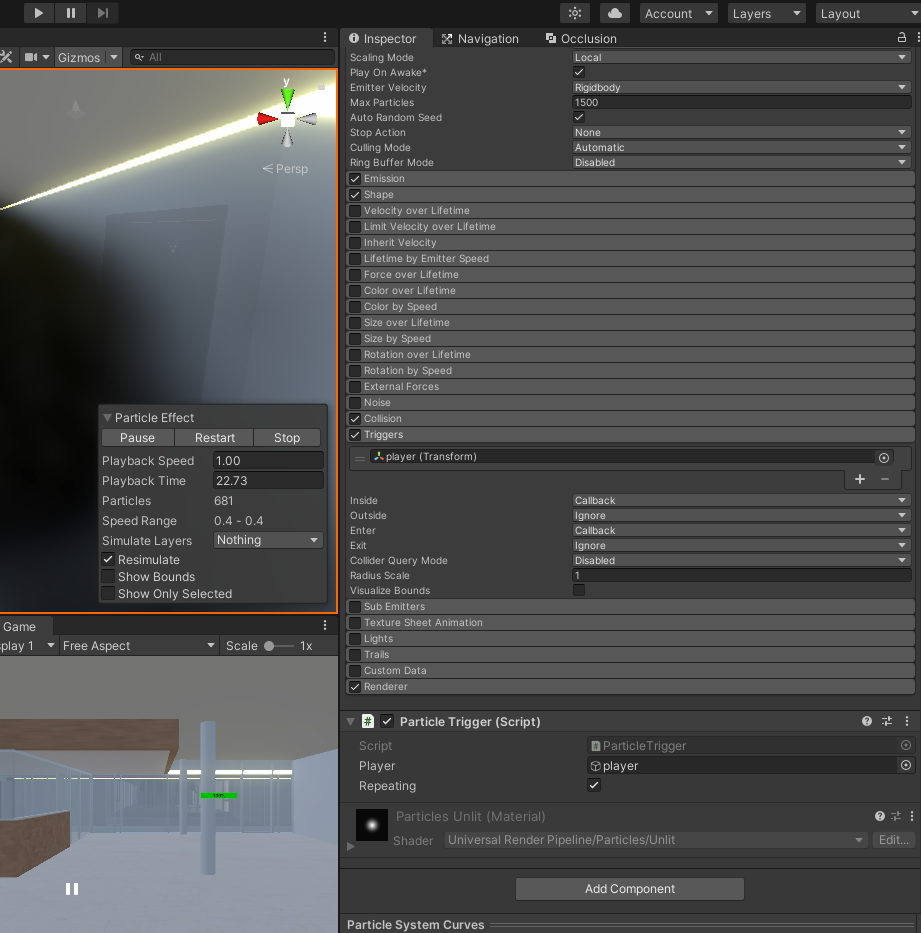 Account
Layers
Layout
Inspector
Navigation
Occlusion
Gizmos
All
y
Persp
Scaling Mode Local
Play On Awake*
Emitter Velocity Rigidbody
Max Particles 1500
Auto Random Seed
Stop Action None
Culling Mode Automatic
Ring Buffer Mode Disabled
Emission
Shape
Velocity over Lifetime
Limit Velocity over Lifetime
Inherit Velocity
Lifetime by Emitter Speed
Force over Lifetime
Color over Lifetime
Color by Speed
Size over Lifetime
Size by Speed
Rotation over Lifetime
Rotation by Speed
External Forces
Noise
Collision
Triggers
player (Transform)
Inside Callback
Outside Ignore
Enter Callback
Exit Ignore
Collider Query Mode Disabled
Radius Scale 1
Visualize Bounds
Sub Emitters
Texture Sheet Animation
Lights
Trails
Custom Data
Renderer
Particle Effect
Pause Restart Stop
Playback Speed 1.00
Playback Time 22.73
Particles 681
Speed Range 0.4 - 0.4
Simulate Layers Nothing
Resimulate
Show Bounds
Show Only Selected
Game
splay 1 Free Aspect Scale 1x
100%
# Particle Trigger (Script)
Script # ParticleTrigger
Player player
Repeating
Particles Unlit (Material)
Shader Universal Render Pipeline/Particles/Unlit Edit...
Add Component
Particle System Curves